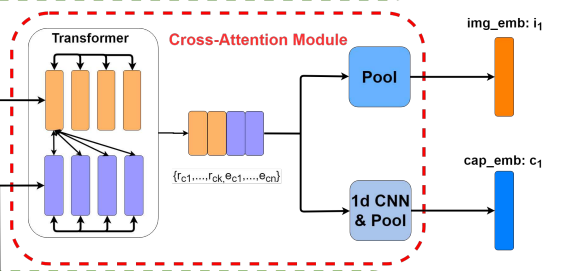 img_emb: i1
Transformer
Cross-Attention Module
Pool
cap_emb: c1
{rc1,...,rck,ec1,...,ecn}
1d CNN
& Pool